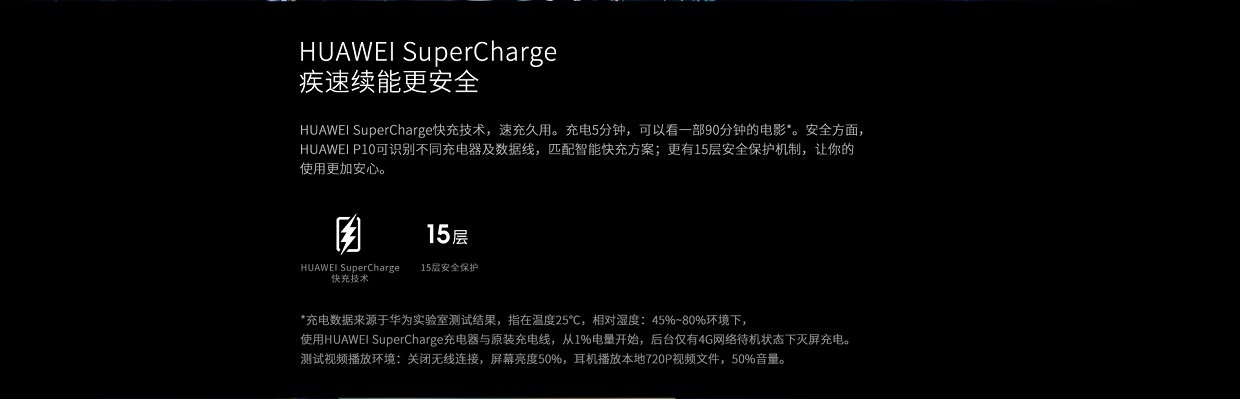 HUAWEI SuperCharge
疾速续能更安全
HUAWEI SuperCharge快充技术，速充久用。充电5分钟，可以看一部90分钟的电影*。安全方面，
HUAWEI P10可识别不同充电器及数据线，匹配智能快充方案；更有15层安全保护机制，让你的
使用更加安心。
15层
HUAWEI SuperCharge
快充技术
15层安全保护
*充电数据来源于华为实验室测试结果，指在温度25℃，相对湿度：45%~80%环境下，
使用HUAWEI SuperCharge充电器与原装充电线，从1%电量开始，后台仅有4G网络待机状态下灭屏充电。
测试视频播放环境：关闭无线连接，屏幕亮度50%，耳机播放本地720P视频文件，50%音量。